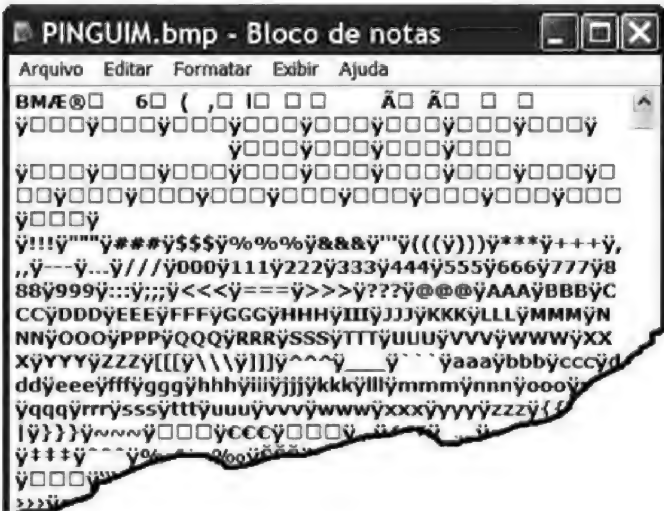 PINGUIM.bmp - Bloco de notas
Arquivo Editar Formatar Exibir Ajuda
BMÆ®□ 6□ ( ,□ I□ □ □ Ã□ Ã□ □ □
ÿ□□□ÿ□□□ÿ□□□ÿ□□□ÿ□□□ÿ□□□ÿ□□□ÿ
ÿ□□□ÿ□□□ÿ□□□ÿ□□□
ÿ□□□ÿ□□□ÿ□□□ÿ□□□ÿ□□□ÿ□□□ÿ□□□ÿ□
□□ÿ□□□ÿ□□□ÿ□□□ÿ□□□ÿ□□□ÿ□□□ÿ□□□
ÿ□□□ÿ
ÿ!!!ÿ"""ÿ###ÿ$$$ÿ%%%ÿ&&&ÿ'''ÿ(((ÿ)))ÿ***ÿ+++ÿ,
,,ÿ---ÿ...ÿ///ÿ000ÿ111ÿ222ÿ333ÿ444ÿ555ÿ666ÿ777ÿ8
88ÿ999ÿ:::ÿ;;;ÿ<<<ÿ===ÿ>>>ÿ???ÿ@@@ÿAAAÿBBBÿC
CCÿDDDÿEEEÿFFFÿGGGÿHHHÿIIIÿJJJÿKKKÿLLLÿMMMÿN
NNÿOOOÿPPPÿQQQÿRRRÿSSSÿTTTÿUUUÿVVVÿWWWÿXX
XÿYYYÿZZZÿ[[[ÿ\\\ÿ]]]ÿ^^^ÿ___ÿ```ÿaaaÿbbbÿcccÿd
ddÿeeeÿfffÿgggÿhhhÿiiiÿjjjÿkkkÿlllÿmmmÿnnnÿoooÿ
ÿqqqÿrrrÿsssÿtttÿuuuÿvvvÿwwwÿxxxÿyyyÿzzzÿ{{
|ÿ}}}ÿ~~~ÿ□□□ÿ€€€ÿ□□□ÿ
ÿ‡‡‡ÿˆˆˆÿ‰
ÿ□□□ÿ
›››ÿ